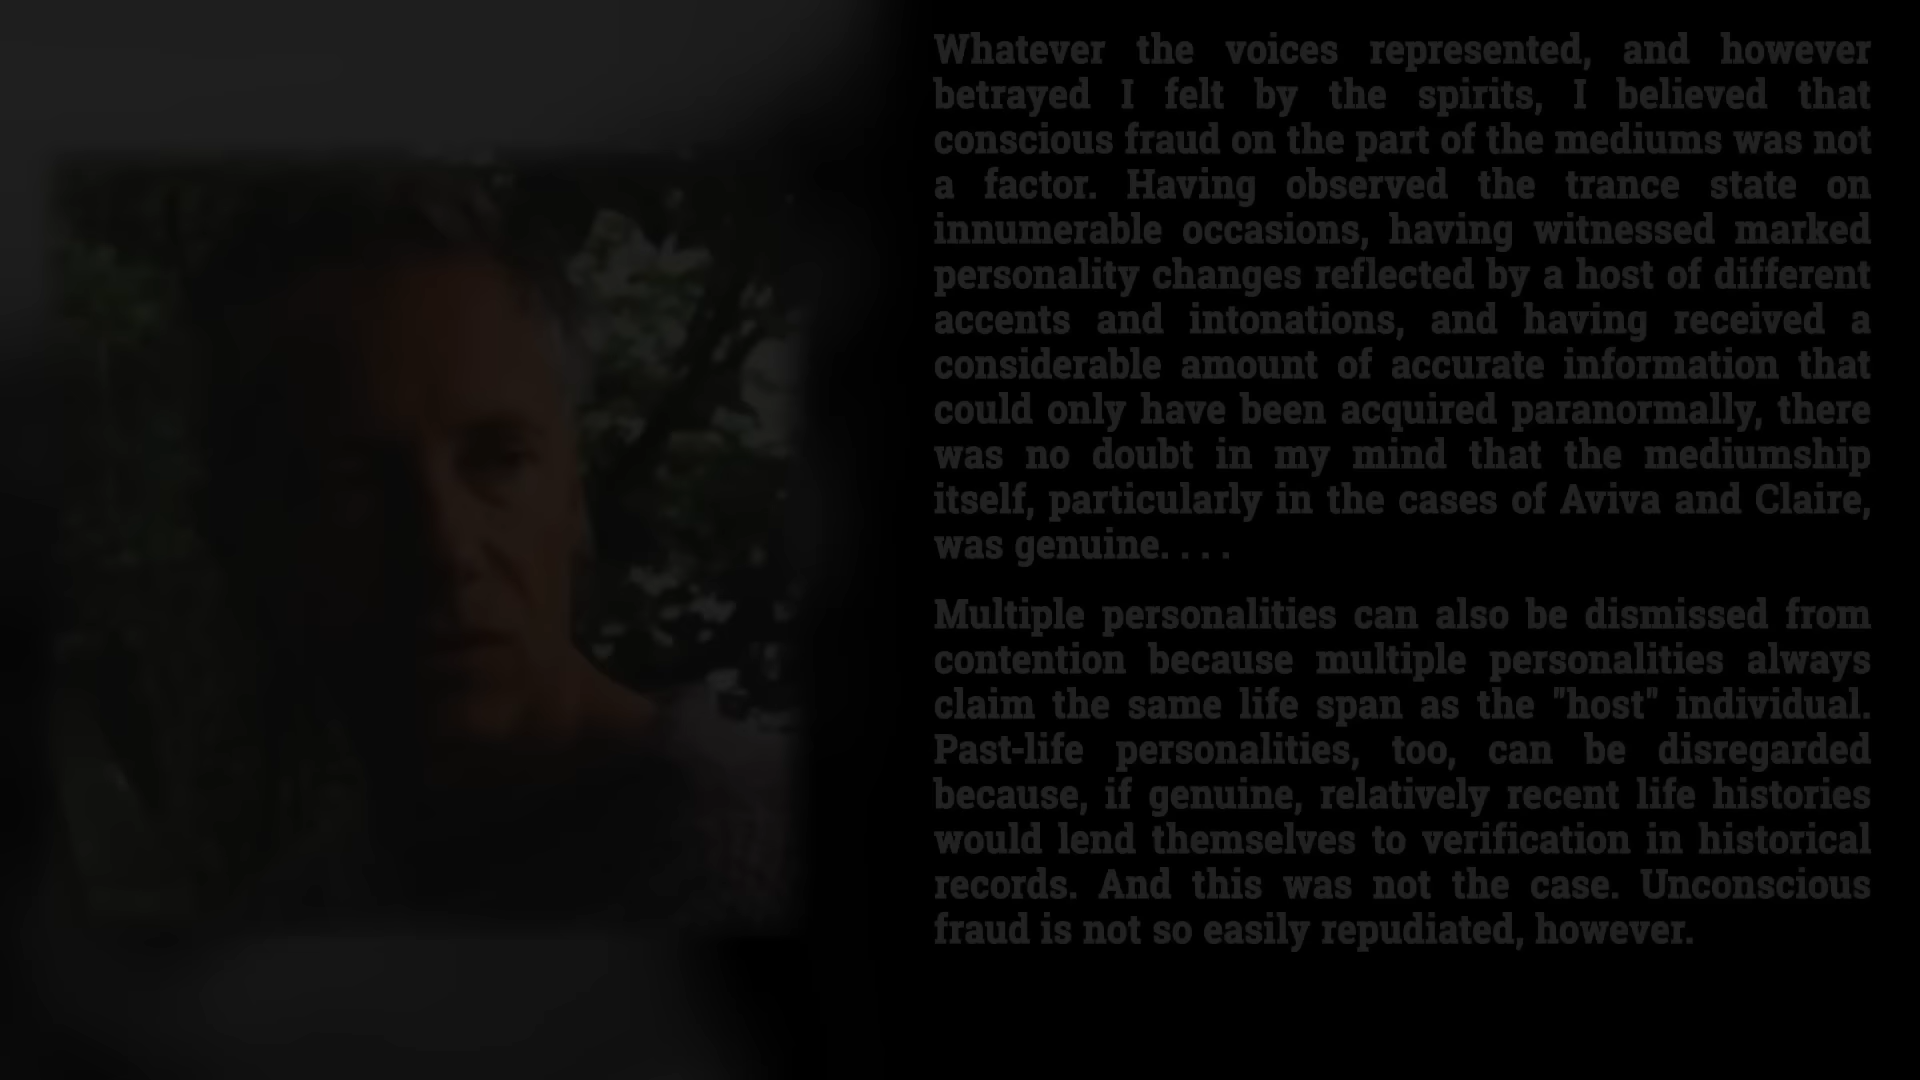 Whatever the voices represented, and however
betrayed I felt by the spirits, I believed that
conscious fraud on the part of the mediums was not
a factor. Having observed the trance state on
innumerable occasions, having witnessed marked
personality changes reflected by a host of different
accents and intonations, and having received a
considerable amount of accurate information that
could only have been acquired paranormally, there
was no doubt in my mind that the mediumship
itself, particularly in the cases of Aviva and Claire,
was genuine. . . .
Multiple personalities can also be dismissed from
contention because multiple personalities always
claim the same life span as the "host" individual.
Past-life personalities, too, can be disregarded
because, if genuine, relatively recent life histories
would lend themselves to verification in historical
records. And this was not the case. Unconscious
fraud is not so easily repudiated, however.